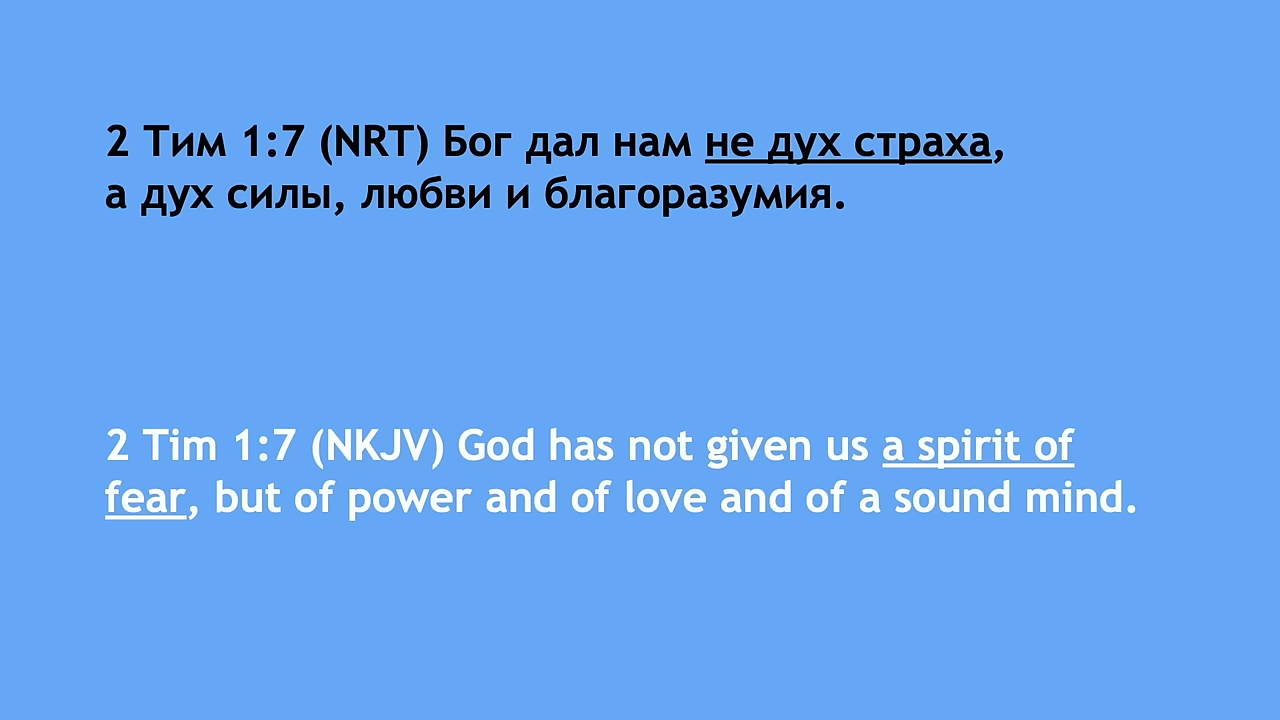 2 Тим 1:7 (NRT) Бог дал нам не дух страха,
а дух силы, любви и благоразумия.
2 Tim 1:7 (NKJV) God has not given us a spirit of
fear, but of power and of love and of a sound mind.